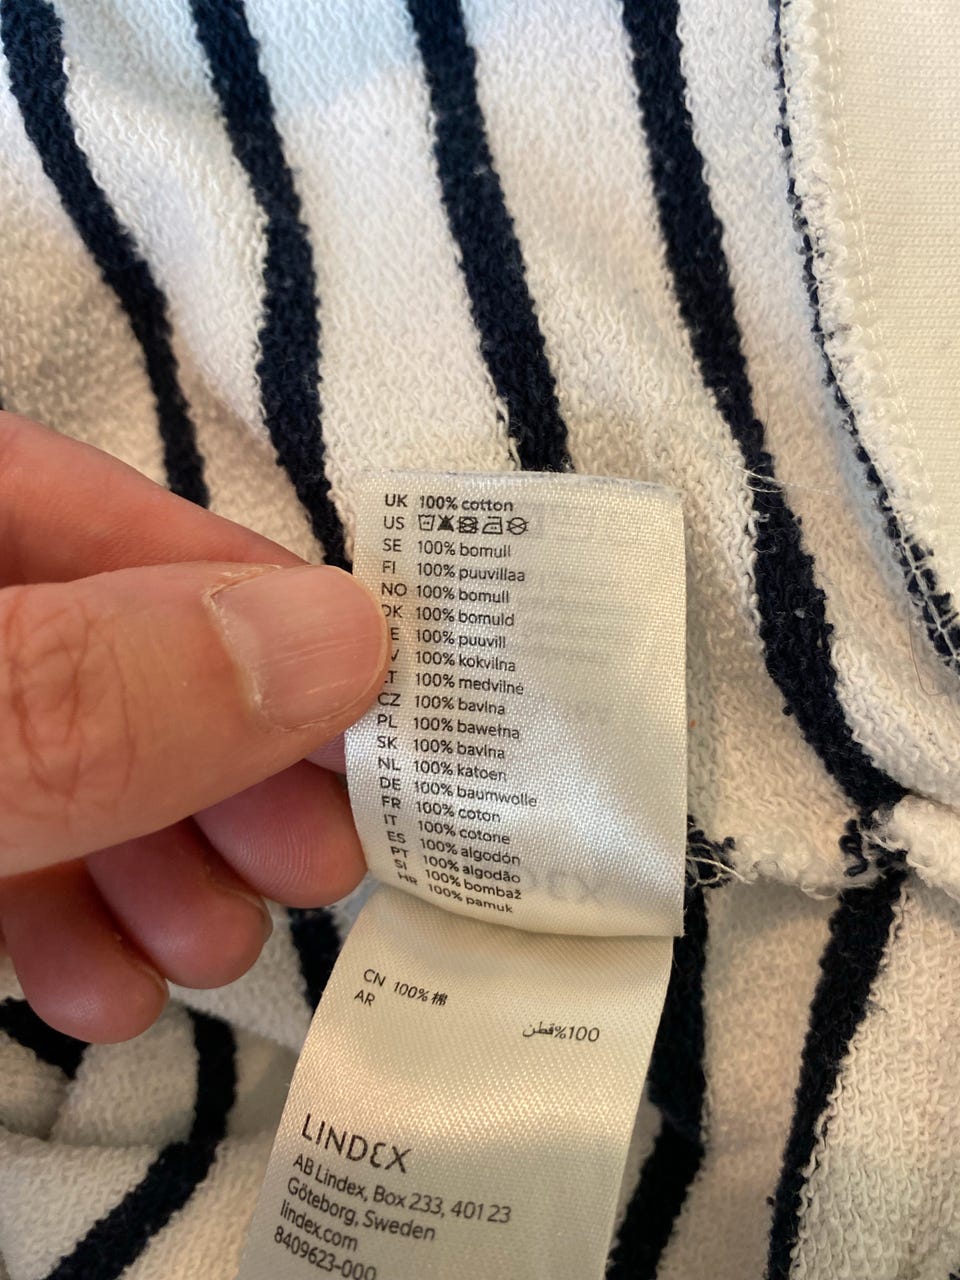 UK 100% cotton
US
SE 100% bomull
FI 100% puuvillaa
NO 100% bomull
DK 100% bomuld
E 100% puuvill
V 100% kokvilna
LT 100% medvilnė
CZ 100% bavlna
PL 100% bawełna
SK 100% bavlna
NL 100% katoen
DE 100% baumwolle
FR 100% coton
IT 100% cotone
ES 100% algodón
PT 100% algodão
SI 100% bombaž
HR 100% pamuk
CN 100% 棉
AR
100% قطن
LINDEX
AB Lindex, Box 233, 401 23
Göteborg, Sweden
lindex.com
8409623-000